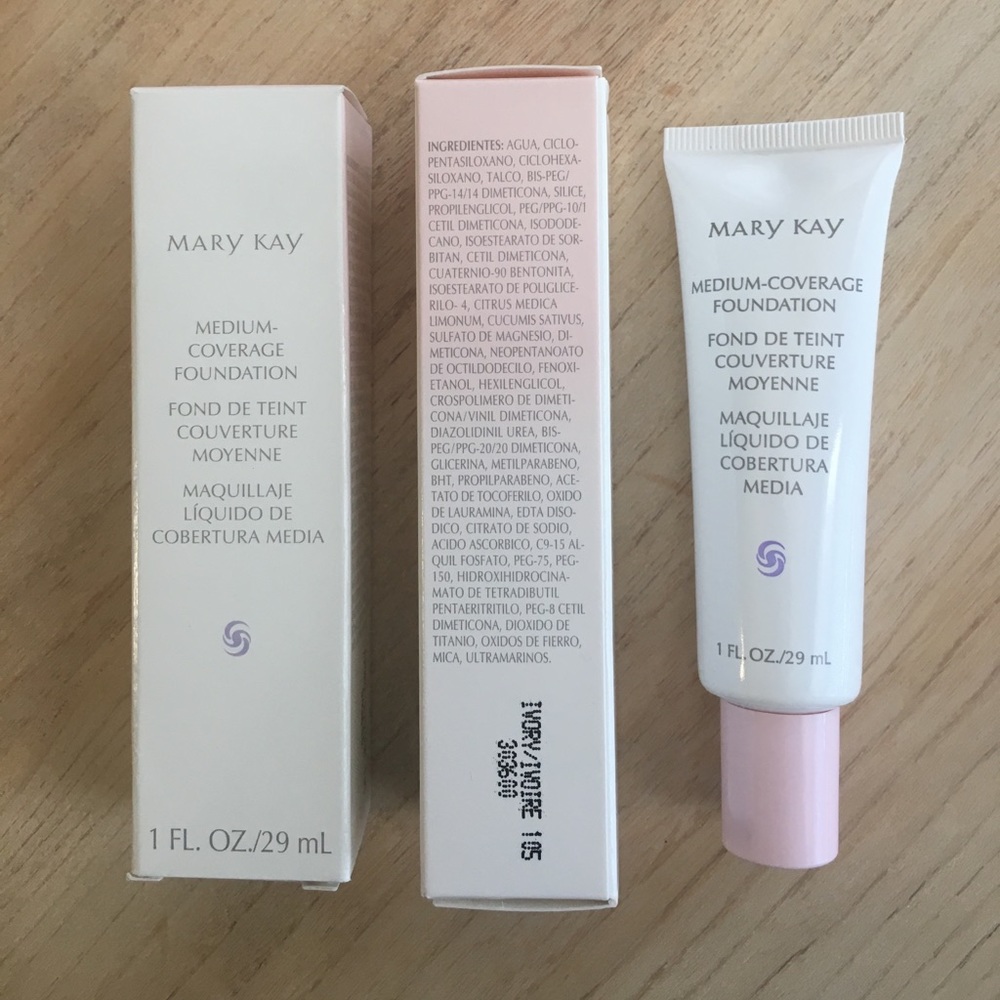 MARY KAY
MEDIUM-
COVERAGE
FOUNDATION
FOND DE TEINT
COUVERTURE
MOYENNE
MAQUILLAJE
LÍQUIDO DE
COBERTURA MEDIA
1 FL. OZ./29 mL
INGREDIENTES: AGUA, CICLO-
PENTASILOXANO, CICLOHEXA-
SILOXANO, TALCO, BIS-PEG/
PPG-14/14 DIMETICONA, SILICE,
PROPILENGLICOL, PEG/PPG-10/1
CETIL DIMETICONA, ISODODE-
CANO, ISOESTEARATO DE SOR-
BITAN, CETIL DIMETICONA,
CUATERNIO-90 BENTONITA,
ISOESTEARATO DE POLIGLICE-
RILO- 4, CITRUS MEDICA
LIMONUM, CUCUMIS SATIVUS,
SULFATO DE MAGNESIO, DI-
METICONA, NEOPENTANOATO
DE OCTILDODECILO, FENOXI-
ETANOL, HEXILENGLICOL,
CROSPOLIMERO DE DIMETI-
CONA/VINIL DIMETICONA,
DIAZOLIDINIL UREA, BIS-
PEG/PPG-20/20 DIMETICONA,
GLICERINA, METILPARABENO,
BHT, PROPILPARABENO, ACE-
TATO DE TOCOFERILO, OXIDO
DE LAURAMINA, EDTA DISO-
DICO, CITRATO DE SODIO,
ACIDO ASCORBICO, C9-15 AL-
QUIL FOSFATO, PEG-75, PEG-
150, HIDROXIHIDROCINA-
MATO DE TETRADIBUTIL
PENTAERITRITILO, PEG-8 CETIL
DIMETICONA, DIOXIDO DE
TITANIO, OXIDOS DE FIERRO,
MICA, ULTRAMARINOS.
IVORY/IVOIRE 105
303600
MARY KAY
MEDIUM-COVERAGE
FOUNDATION
FOND DE TEINT
COUVERTURE
MOYENNE
MAQUILLAJE
LÍQUIDO DE
COBERTURA
MEDIA
1 FL. OZ./29 mL